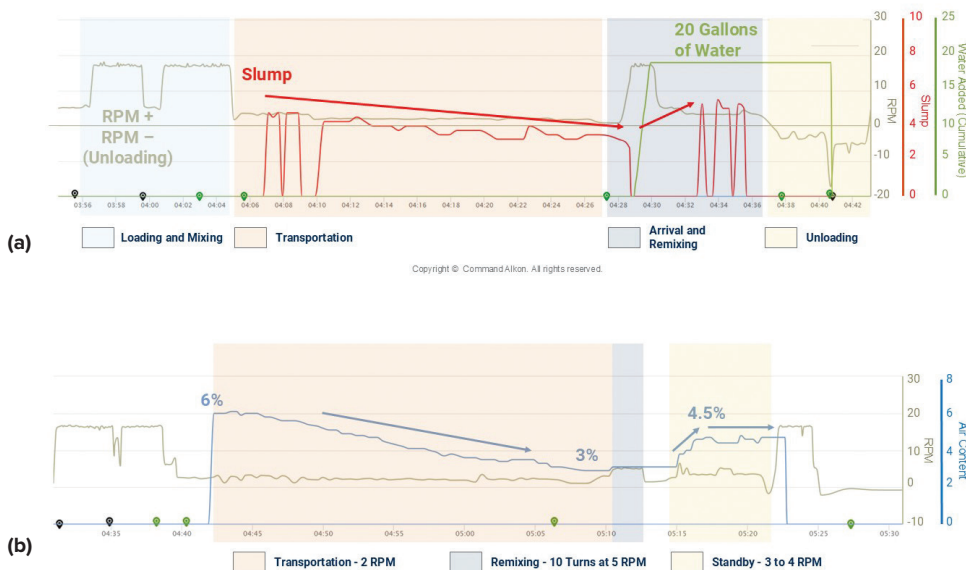 30
20
10
0
-10
-20
RPM
10
8
6
4
2
0
Slump
25
20
15
10
5
0
Water Added (Cumulative)
20 Gallons
of Water
Slump
RPM +
RPM –
(Unloading)
03:56 03:58 04:00 04:02 04:04 04:06 04:08 04:10 04:12 04:14 04:16 04:18 04:20 04:22 04:24 04:26 04:28 04:30 04:32 04:34 04:36 04:38 04:40 04:42
(a)
Loading and Mixing
Transportation
Arrival and
Remixing
Unloading
Copyright © Command Alkon. All rights reserved.
6%
3%
4.5%
30
20
10
0
-10
RPM
8
6
4
2
0
Air Content
04:35 04:40 04:45 04:50 04:55 05:00 05:05 05:10 05:15 05:20 05:25 05:30
(b)
Transportation - 2 RPM
Remixing - 10 Turns at 5 RPM
Standby - 3 to 4 RPM